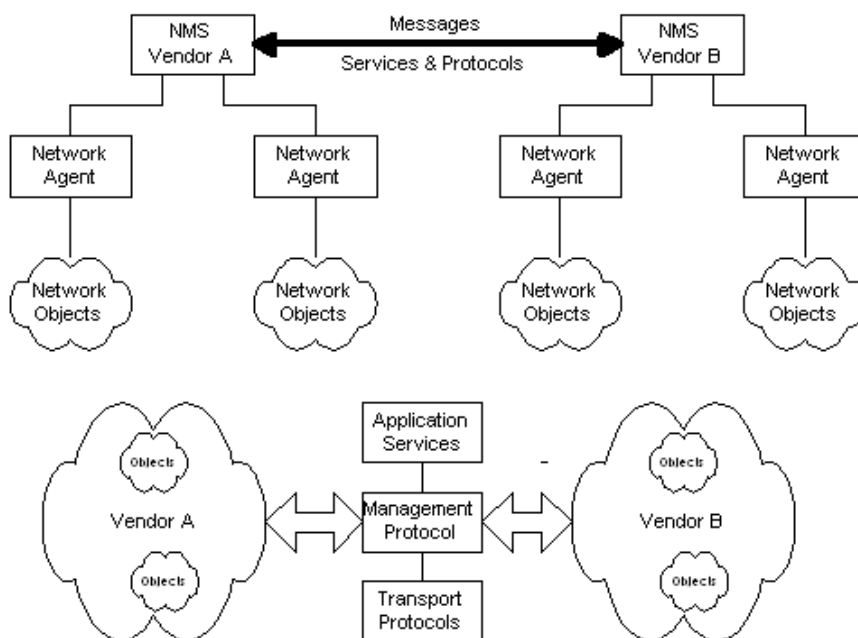 NMS
Vendor A
Messages
Services & Protocols
NMS
Vendor B
Network
Agent
Network
Agent
Network
Agent
Network
Agent
Network
Objects
Network
Objects
Network
Objects
Network
Objects
Application
Services
Objects
Objects
Vendor A
Management
Protocol
Vendor B
Objects
Objects
Transport
Protocols